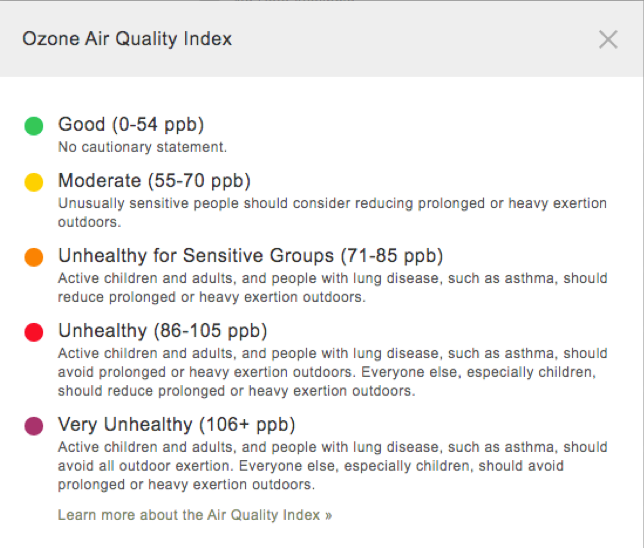 Ozone Air Quality Index
Good (0-54 ppb)
No cautionary statement.
Moderate (55-70 ppb)
Unusually sensitive people should consider reducing prolonged or heavy exertion
outdoors.
Unhealthy for Sensitive Groups (71-85 ppb)
Active children and adults, and people with lung disease, such as asthma, should
reduce prolonged or heavy exertion outdoors.
Unhealthy (86-105 ppb)
Active children and adults, and people with lung disease, such as asthma, should
avoid prolonged or heavy exertion outdoors. Everyone else, especially children,
should reduce prolonged or heavy exertion outdoors.
Very Unhealthy (106+ ppb)
Active children and adults, and people with lung disease, such as asthma, should
avoid all outdoor exertion. Everyone else, especially children, should avoid
prolonged or heavy exertion outdoors.
Learn more about the Air Quality Index »